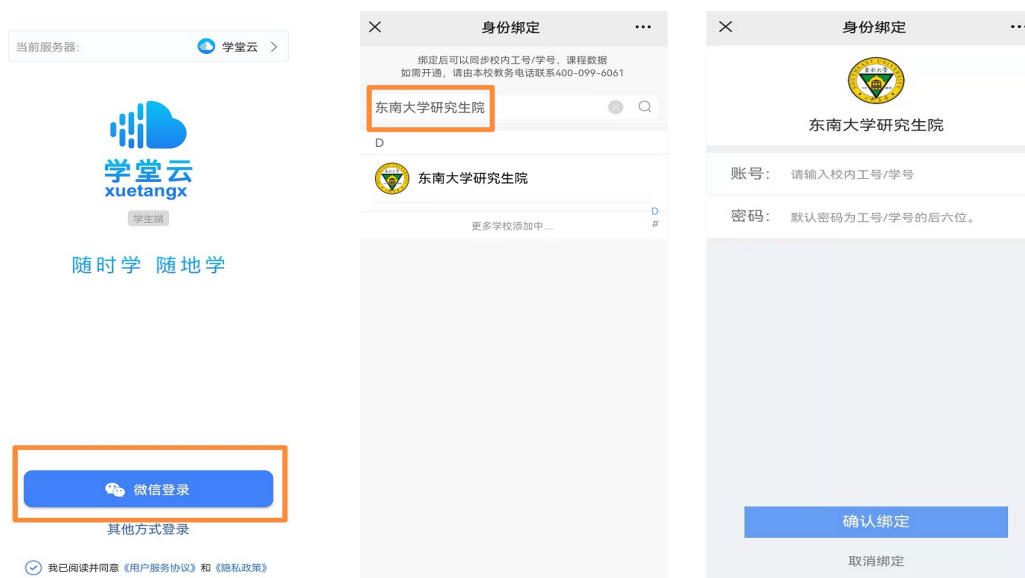 当前服务器:
学堂云 >
学堂云
xuetangx
学生端
随时学 随地学
微信登录
其他方式登录
我已阅读并同意《用户服务协议》和《隐私政策》
身份绑定
绑定后可以同步校内工号/学号、课程数据
如需开通，请由本校教务电话联系400-099-6061
东南大学研究生院
D
东南大学研究生院
D
更多学校添加中...
#
身份绑定
东南大学研究生院
账号: 请输入校内工号/学号
密码: 默认密码为工号/学号的后六位。
确认绑定
取消绑定